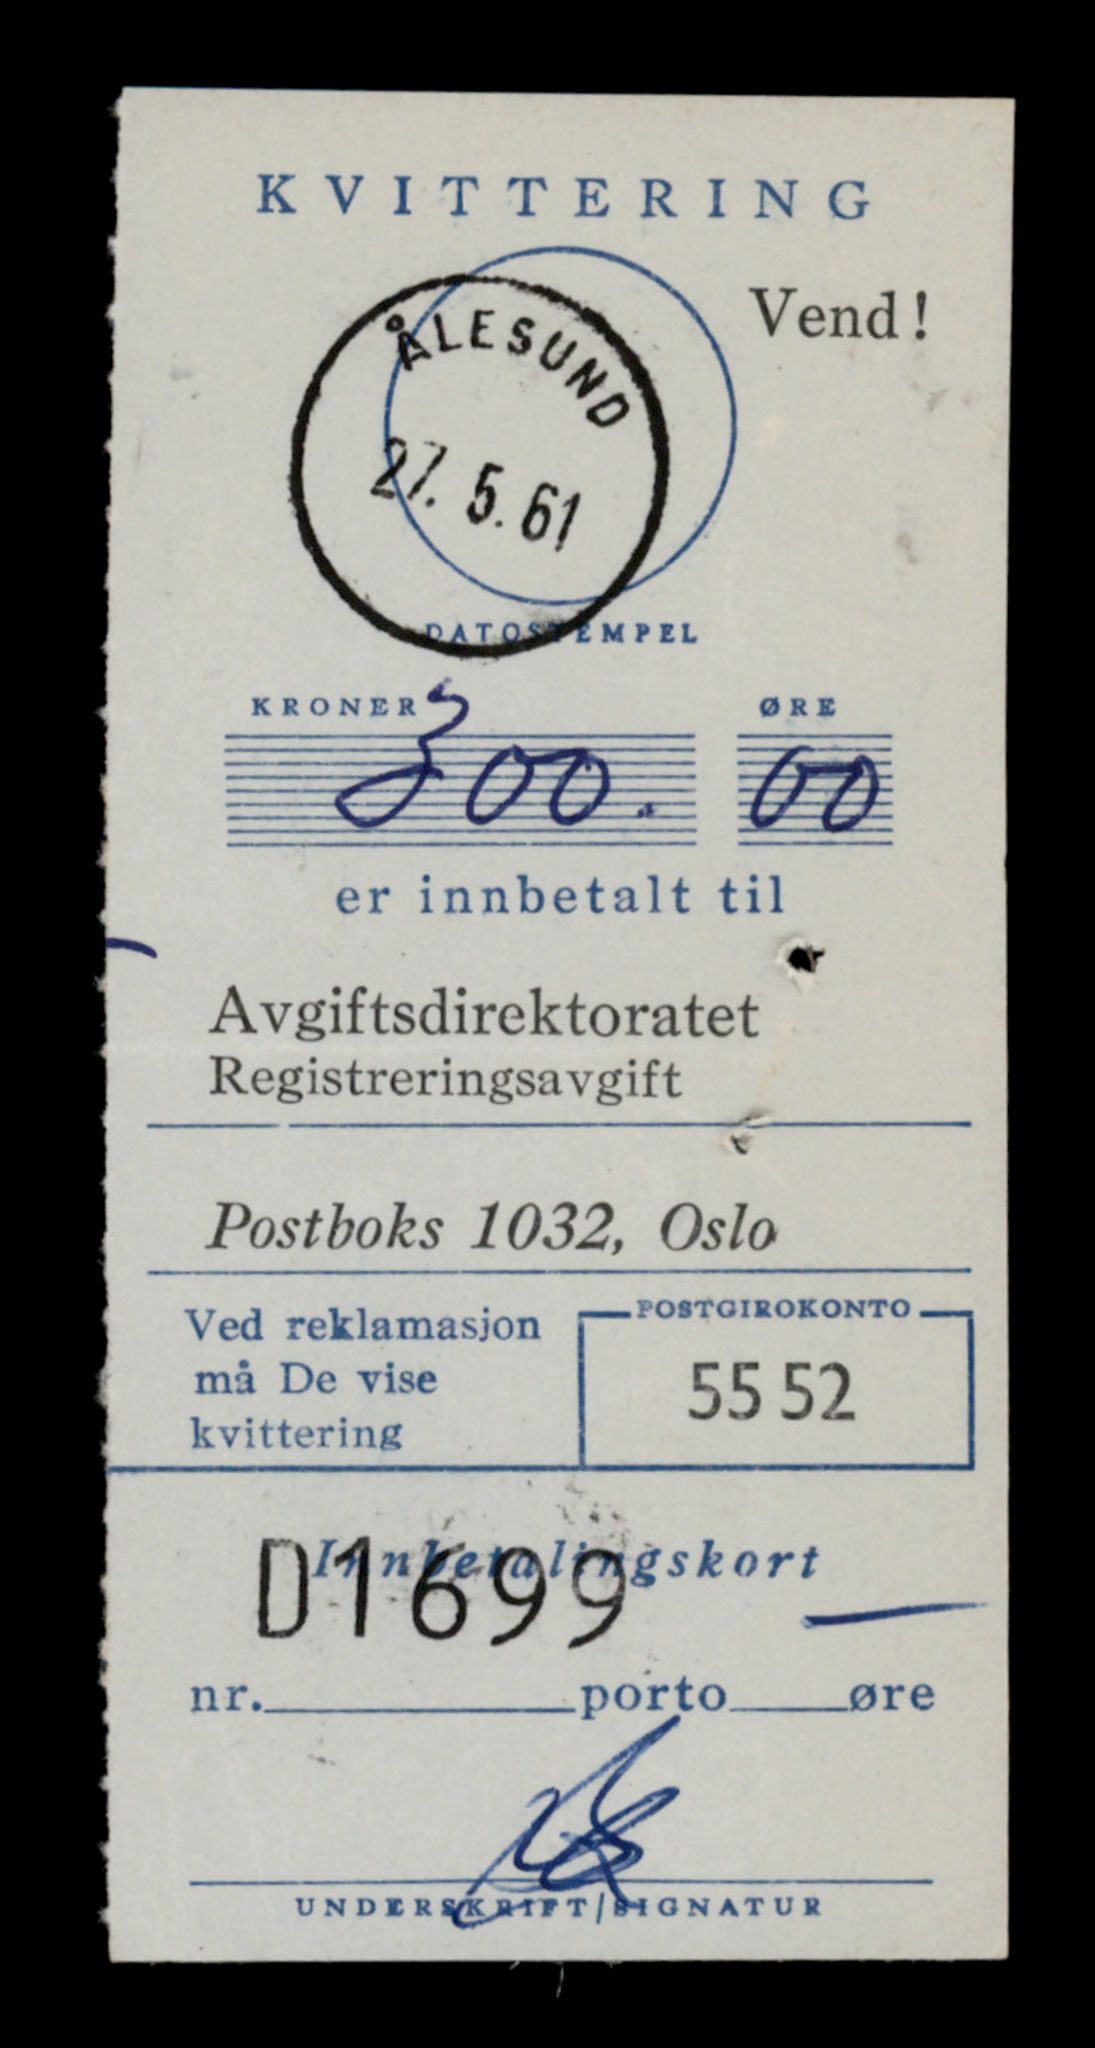 KVITTERING
Vend!
ÅLESUND
27. 5. 61
DATOSTEMPEL
KRONER ØRE
300. 00
er innbetalt til
Avgiftsdirektoratet
Registreringsavgift
Postboks 1032, Oslo
Ved reklamasjon
må De vise
kvittering
POSTGIROKONTO
55 52
Innbetalingskort
D1699
nr. porto øre
UNDERSKRIFT/SIGNATUR